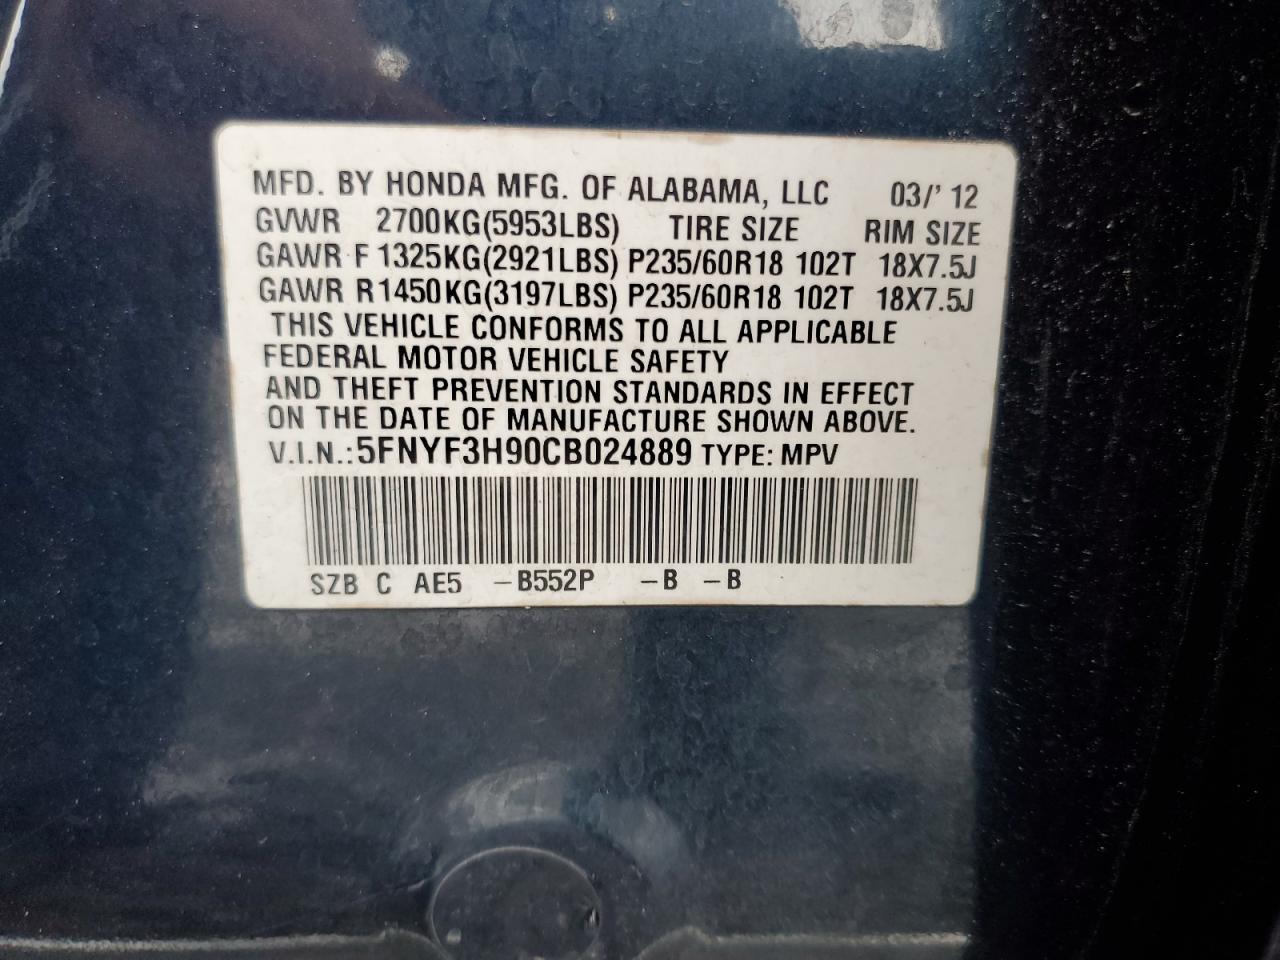 MFD. BY HONDA MFG. OF ALABAMA, LLC 03/' 12
GVWR 2700KG(5953LBS) TIRE SIZE RIM SIZE
GAWR F 1325KG(2921LBS) P235/60R18 102T 18X7.5J
GAWR R1450KG(3197LBS) P235/60R18 102T 18X7.5J
THIS VEHICLE CONFORMS TO ALL APPLICABLE
FEDERAL MOTOR VEHICLE SAFETY
AND THEFT PREVENTION STANDARDS IN EFFECT
ON THE DATE OF MANUFACTURE SHOWN ABOVE.
V.I.N.:5FNYF3H90CB024889 TYPE: MPV
SZB C AE5 -B552P -B -B